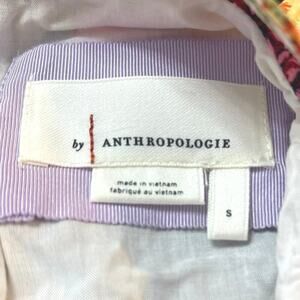 by ANTHROPOLOGIE
made in vietnam
fabriqué au vietnam
S